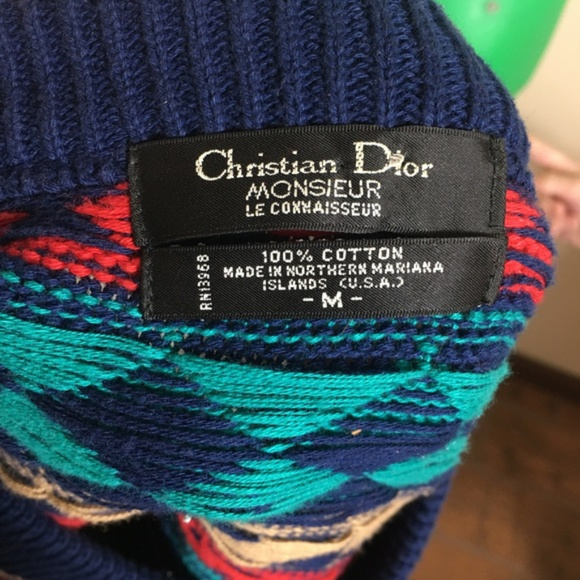 Christian Dior
MONSIEUR
LE CONNAISSEUR
100% COTTON
MADE IN NORTHERN MARIANA
ISLANDS (U.S.A.)
- M -
RN13968